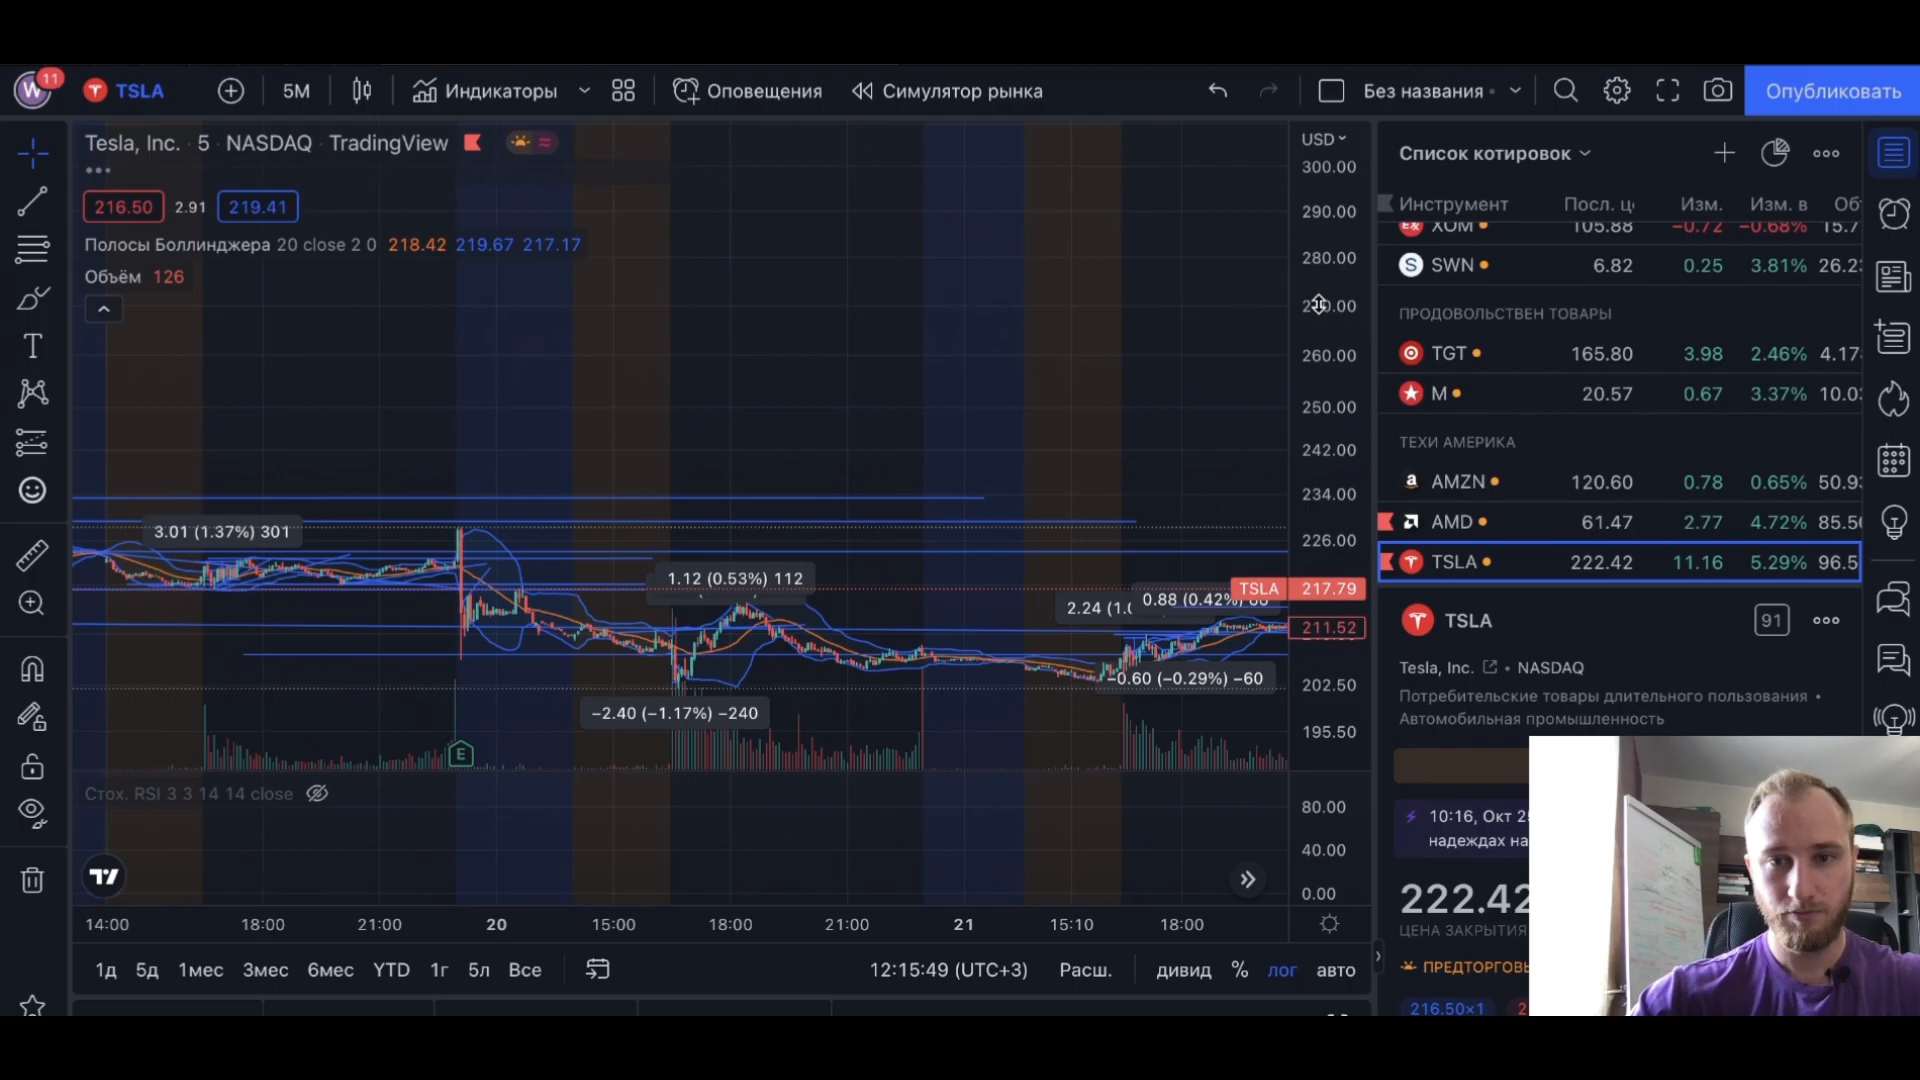 W 11 TSLA 5М Индикаторы Оповещения Симулятор рынка Без названия Опубликовать
Tesla, Inc. · 5 · NASDAQ · TradingView
216.50 2.91 219.41
Полосы Боллинджера 20 close 2 0 218.42 219.67 217.17
Объём 126
USD
300.00
290.00
280.00
260.00
250.00
242.00
234.00
226.00
TSLA 217.79
211.52
202.50
195.50
3.01 (1.37%) 301
1.12 (0.53%) 112
2.24 (1.0
0.88 (0.42%)
−0.60 (−0.29%) −60
−2.40 (−1.17%) −240
E
Стох. RSI 3 3 14 14 close
80.00
40.00
0.00
14:00 18:00 21:00 20 15:00 18:00 21:00 21 15:10 18:00
1д 5д 1мес 3мес 6мес YTD 1г 5л Все 12:15:49 (UTC+3) Расш. дивид % лог авто
Список котировок
Инструмент Посл. ц Изм. Изм. в Об
XOM 105.88 −0.72 −0.68% 15.7
SWN 6.82 0.25 3.81% 26.2
ПРОДОВОЛЬСТВЕН ТОВАРЫ
TGT 165.80 3.98 2.46% 4.17
M 20.57 0.67 3.37% 10.0
ТЕХИ АМЕРИКА
AMZN 120.60 0.78 0.65% 50.9
AMD 61.47 2.77 4.72% 85.5
TSLA 222.42 11.16 5.29% 96.5
TSLA 91
Tesla, Inc. • NASDAQ
Потребительские товары длительного пользования •
Автомобильная промышленность
10:16, Окт 2
надеждах на
222.42
ЦЕНА ЗАКРЫТИЯ
ПРЕДТОРГОВ
216.50×1 2